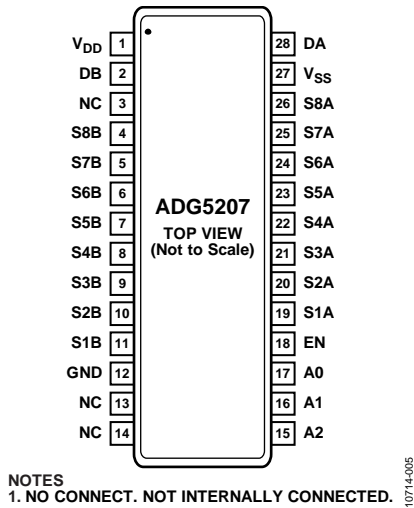 VDD 1 28 DA
DB 2 27 VSS
NC 3 26 S8A
S8B 4 25 S7A
S7B 5 24 S6A
S6B 6 23 S5A
S5B 7 22 S4A
S4B 8 21 S3A
S3B 9 20 S2A
S2B 10 19 S1A
S1B 11 18 EN
GND 12 17 A0
NC 13 16 A1
NC 14 15 A2
ADG5207
TOP VIEW
(Not to Scale)
NOTES
1. NO CONNECT. NOT INTERNALLY CONNECTED.
10714-005